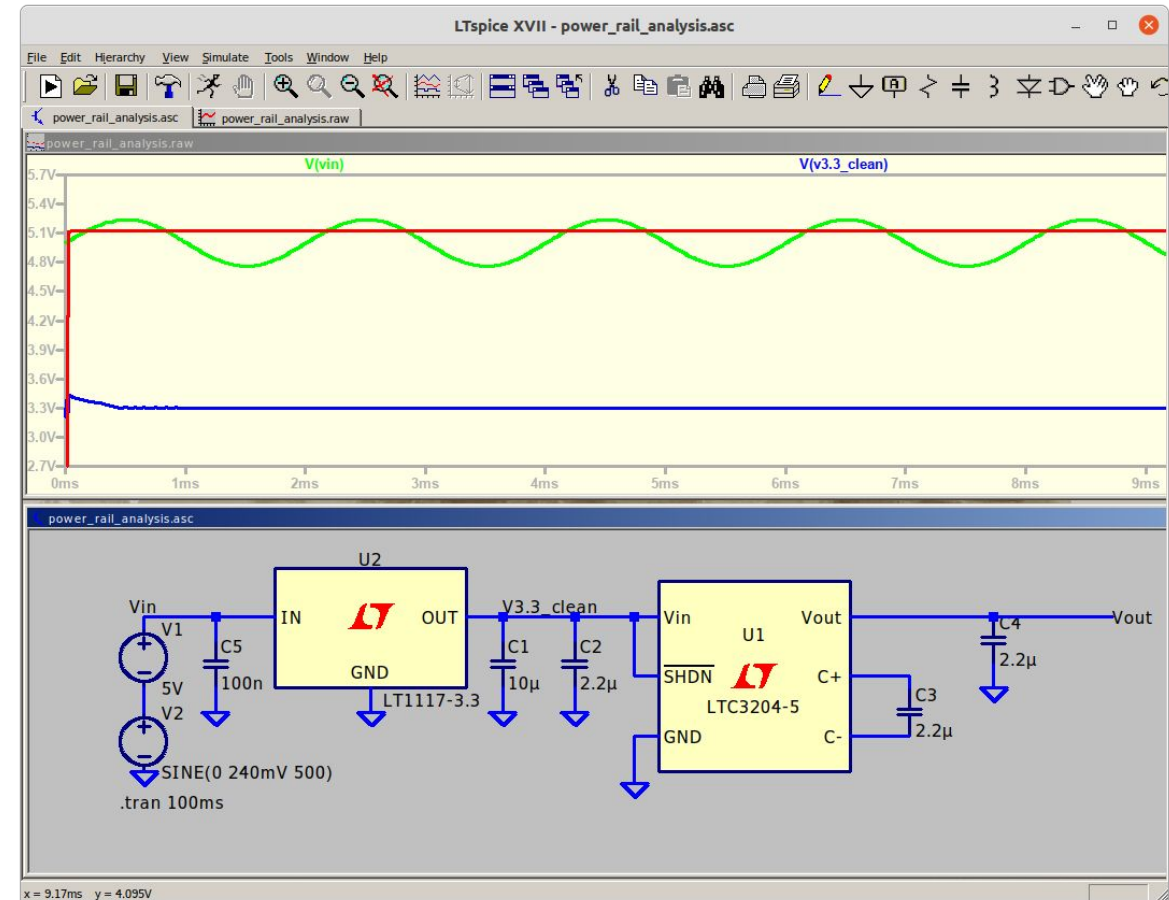 LTspice XVII - power_rail_analysis.asc
File Edit Hierarchy View Simulate Tools Window Help
power_rail_analysis.asc power_rail_analysis.raw
power_rail_analysis.raw
V(vin) V(v3.3_clean)
5.7V
5.4V
5.1V
4.8V
4.5V
4.2V
3.9V
3.6V
3.3V
3.0V
2.7V
0ms 1ms 2ms 3ms 4ms 5ms 6ms 7ms 8ms 9ms
power_rail_analysis.asc
U2
Vin IN OUT V3.3_clean Vin Vout Vout
V1 C5 C1 C2 U1 C4
100n GND 10µ 2.2µ SHDN C+ 2.2µ
5V LT1117-3.3 LTC3204-5 C3
V2 GND C- 2.2µ
SINE(0 240mV 500)
.tran 100ms
x = 9.17ms y = 4.095V